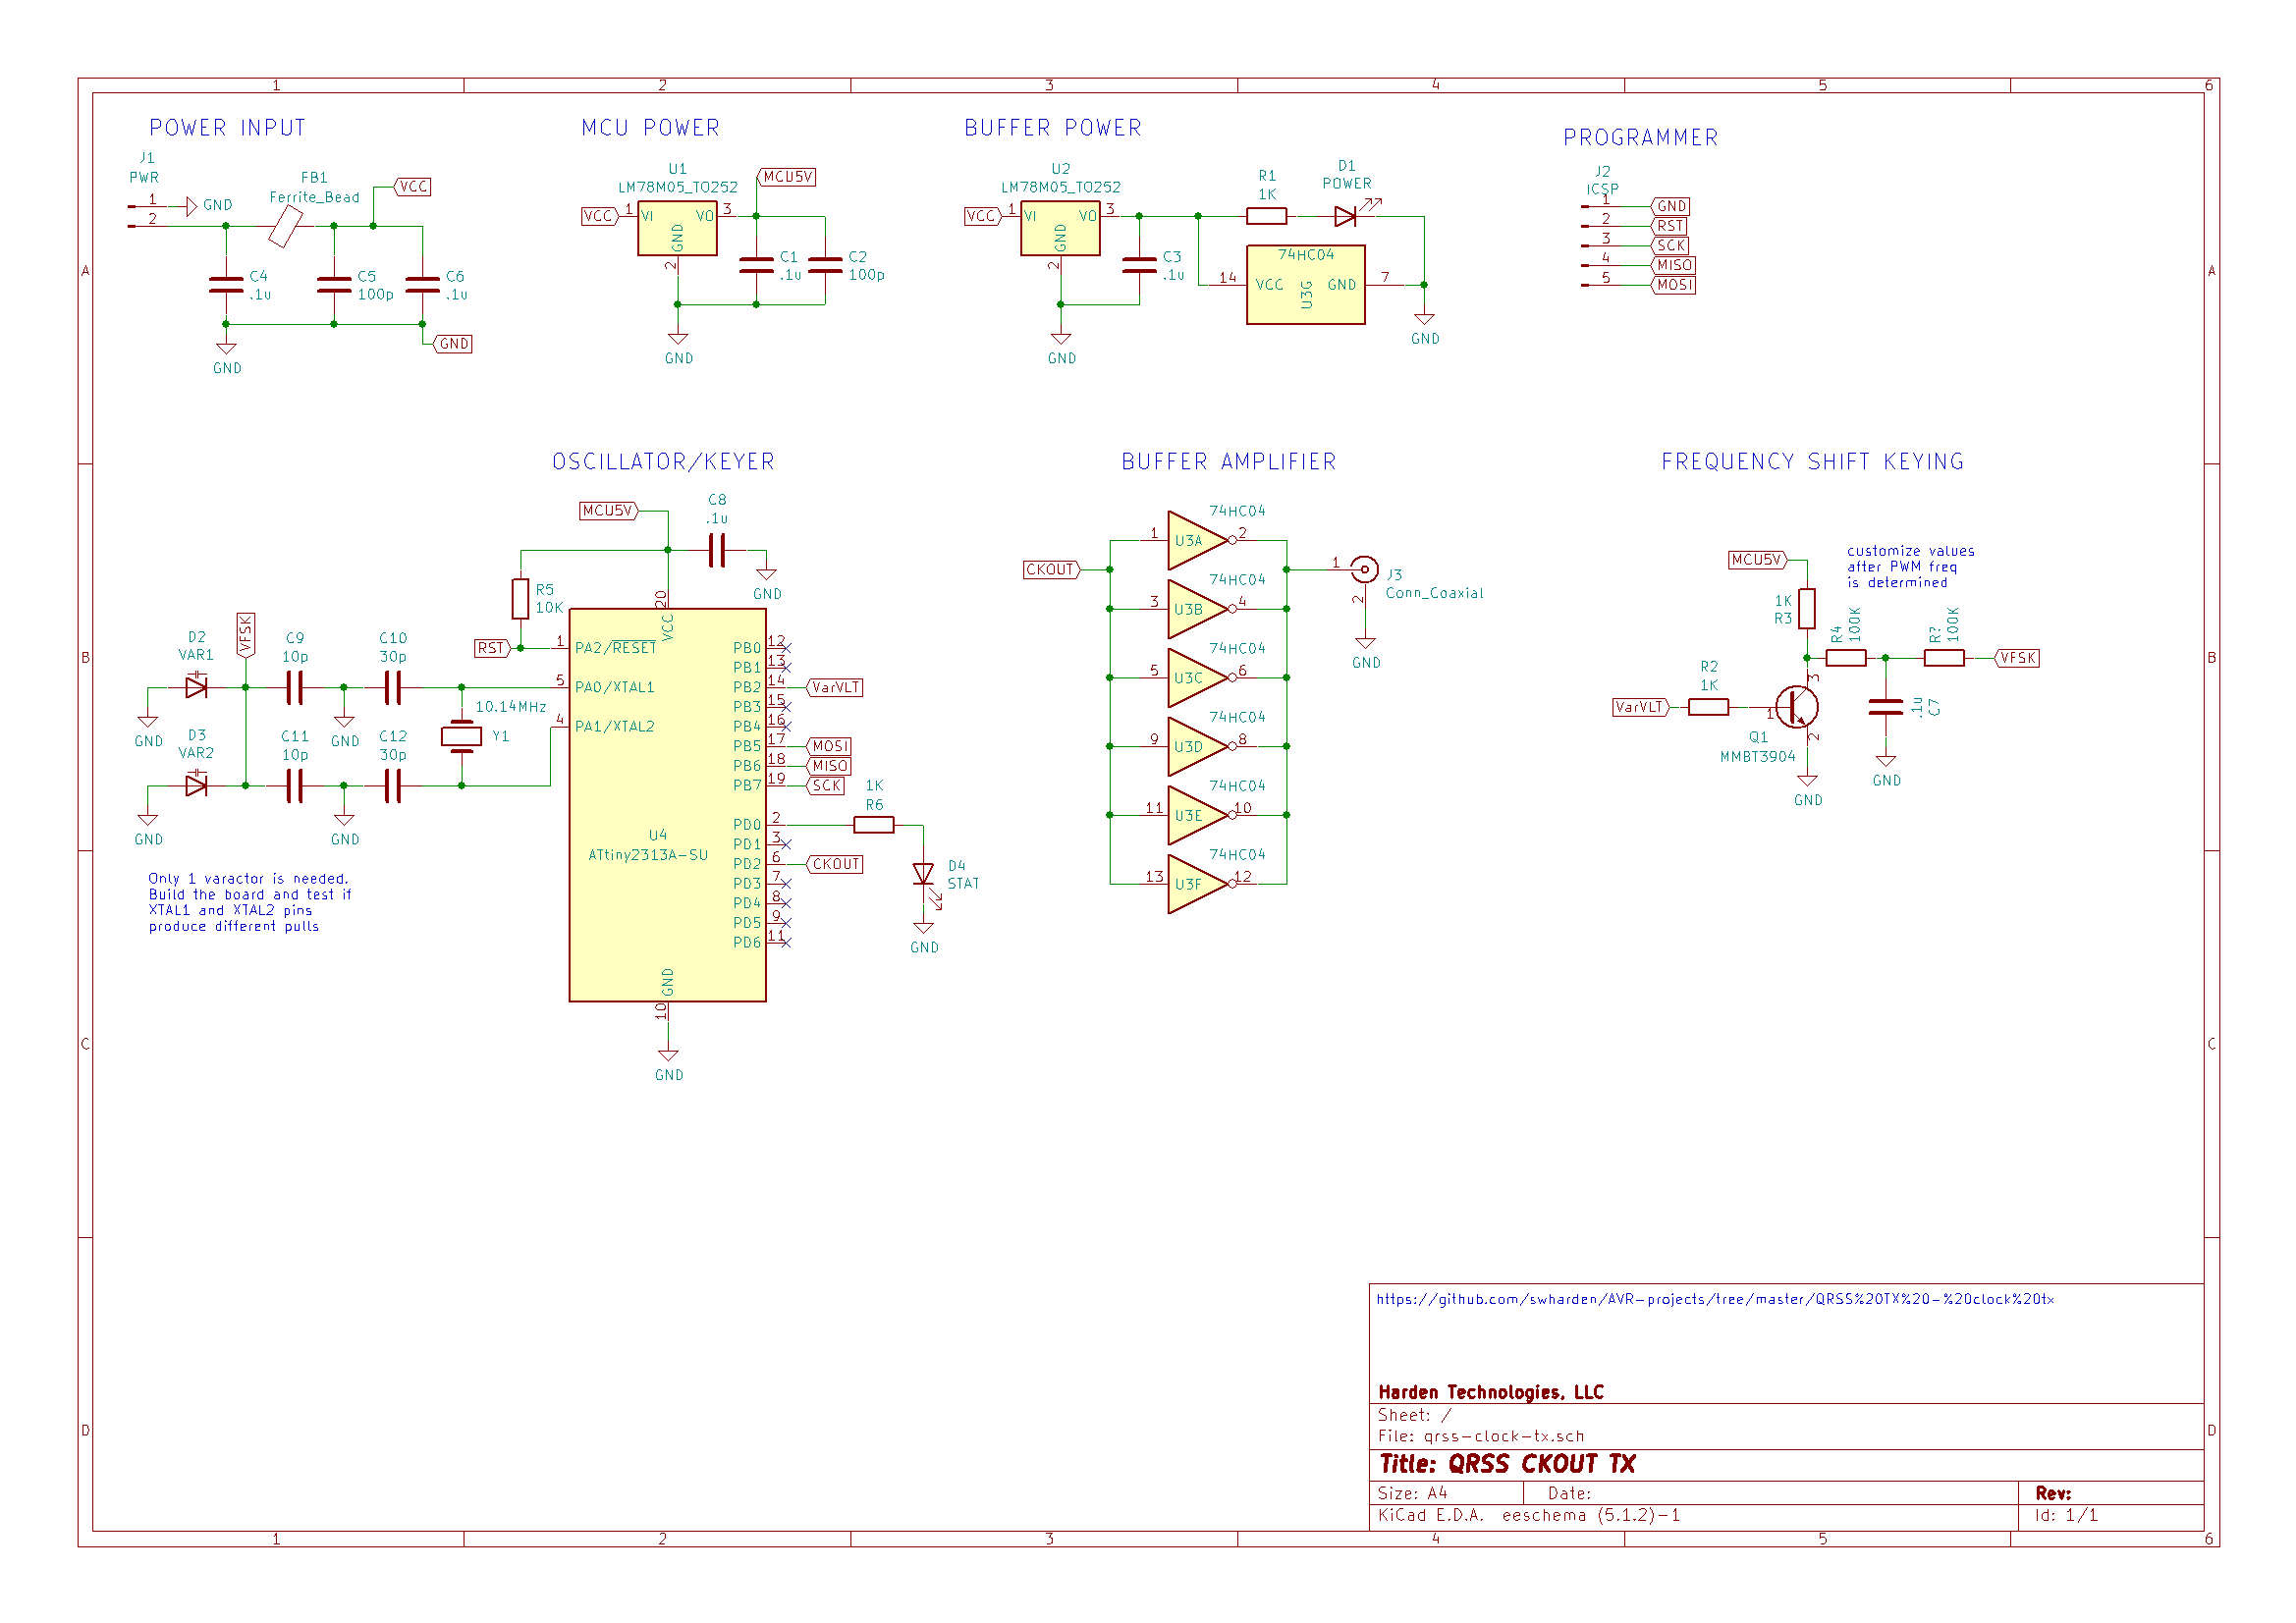 1
2
3
4
5
6
A
B
C
D
A
B
C
D
POWER INPUT
J1
PWR
1
2
GND
FB1
Ferrite_Bead
VCC
C4
.1u
C5
100p
C6
.1u
GND
GND
MCU POWER
U1
LM78M05_TO252
MCU5V
VCC
1
VI
VO
3
GND
2
C1
.1u
C2
100p
GND
BUFFER POWER
U2
LM78M05_TO252
VCC
1
VI
VO
3
GND
2
C3
.1u
GND
R1
1K
D1
POWER
74HC04
14
VCC
GND
7
U3G
GND
PROGRAMMER
J2
ICSP
1
GND
2
RST
3
SCK
4
MISO
5
MOSI
OSCILLATOR/KEYER
MCU5V
C8
.1u
GND
R5
10K
RST
VFSK
D2
VAR1
GND
C9
10p
C10
30p
GND
D3
VAR2
GND
C11
10p
C12
30p
GND
10.14MHz
Y1
20
VCC
1
PA2/RESET
5
PA0/XTAL1
4
PA1/XTAL2
PB0
12
PB1
13
PB2
14
VarVLT
PB3
15
PB4
16
PB5
17
MOSI
PB6
18
MISO
PB7
19
SCK
PD0
2
PD1
3
PD2
6
CKOUT
PD3
7
PD4
8
PD5
9
PD6
11
U4
ATtiny2313A-SU
GND
10
GND
1K
R6
D4
STAT
GND
Only 1 varactor is needed.
Build the board and test if
XTAL1 and XTAL2 pins
produce different pulls
BUFFER AMPLIFIER
CKOUT
74HC04
1
U3A
2
74HC04
3
U3B
4
74HC04
5
U3C
6
74HC04
9
U3D
8
74HC04
11
U3E
10
74HC04
13
U3F
12
1
2
J3
Conn_Coaxial
GND
FREQUENCY SHIFT KEYING
MCU5V
customize values
after PWM freq
is determined
1K
R3
R4
100K
R?
100K
VFSK
R2
1K
VarVLT
1
3
2
Q1
MMBT3904
.1u
C7
GND
GND
https://github.com/swharden/AVR-projects/tree/master/QRSS%20TX%20-%20clock%20tx
Harden Technologies, LLC
Sheet: /
File: qrss-clock-tx.sch
Title: QRSS CKOUT TX
Size: A4
Date:
Rev:
KiCad E.D.A. eeschema (5.1.2)-1
Id: 1/1
1
2
3
4
5
6